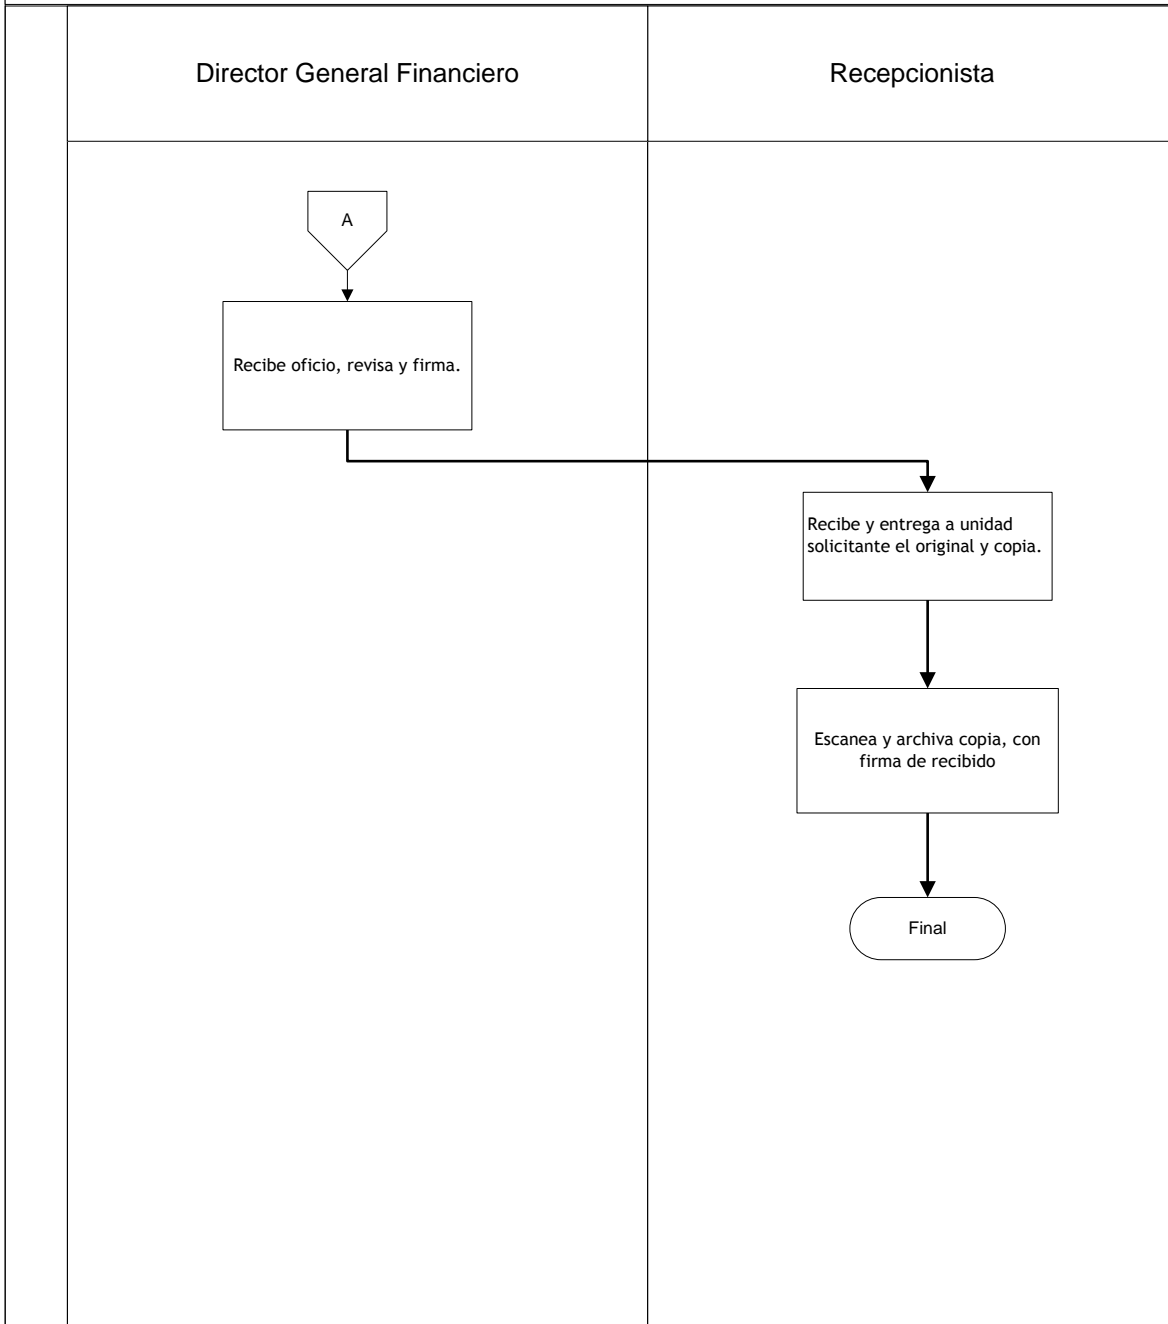 Director General Financiero
Recepcionista
A
Recibe oficio, revisa y firma.
Recibe y entrega a unidad
solicitante el original y copia.
Escanea y archiva copia, con
firma de recibido
Final